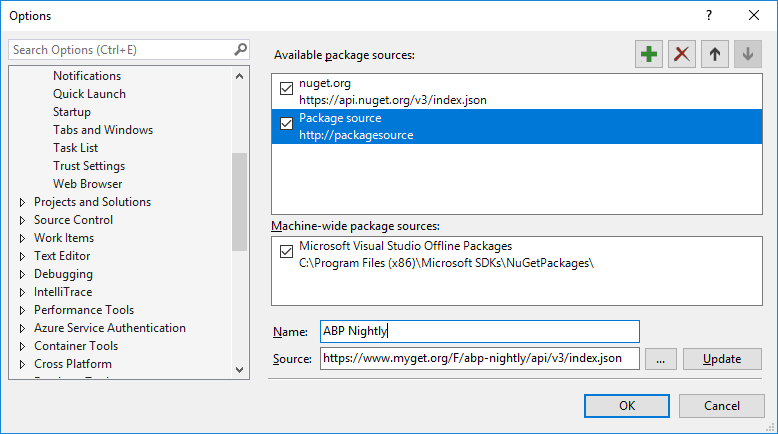 Options
?
Search Options (Ctrl+E)
Notifications
Quick Launch
Startup
Tabs and Windows
Task List
Trust Settings
Web Browser
Projects and Solutions
Source Control
Work Items
Text Editor
Debugging
IntelliTrace
Performance Tools
Azure Service Authentication
Container Tools
Cross Platform
Available package sources:
nuget.org
https://api.nuget.org/v3/index.json
Package source
http://packagesource
Machine-wide package sources:
Microsoft Visual Studio Offline Packages
C:\Program Files (x86)\Microsoft SDKs\NuGetPackages\
Name: ABP Nightly
Source: https://www.myget.org/F/abp-nightly/api/v3/index.json ... Update
OK Cancel